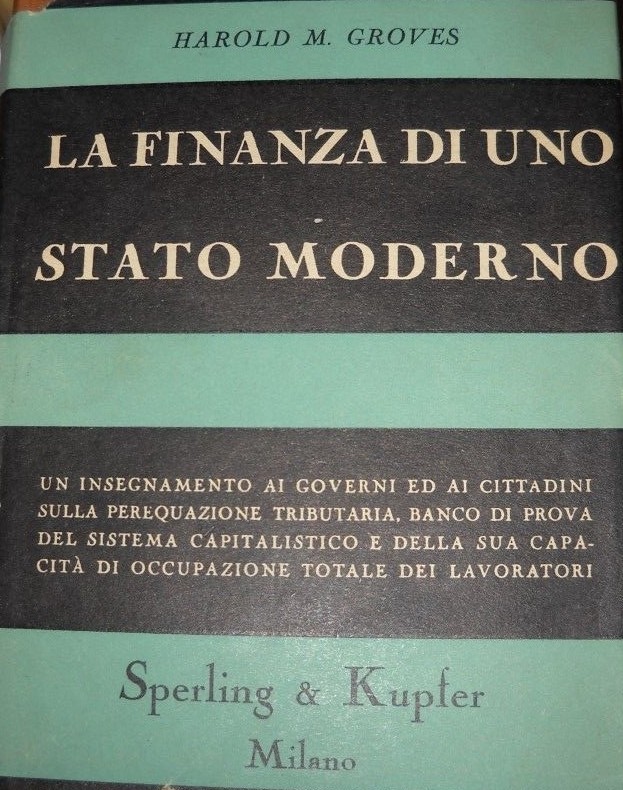 HAROLD M. GROVES
LA FINANZA DI UNO
STATO MODERNO
UN INSEGNAMENTO AI GOVERNI ED AI CITTADINI
SULLA PEREQUAZIONE TRIBUTARIA, BANCO DI PROVA
DEL SISTEMA CAPITALISTICO E DELLA SUA CAPA-
CITÀ DI OCCUPAZIONE TOTALE DEI LAVORATORI
Sperling & Kupfer
Milano